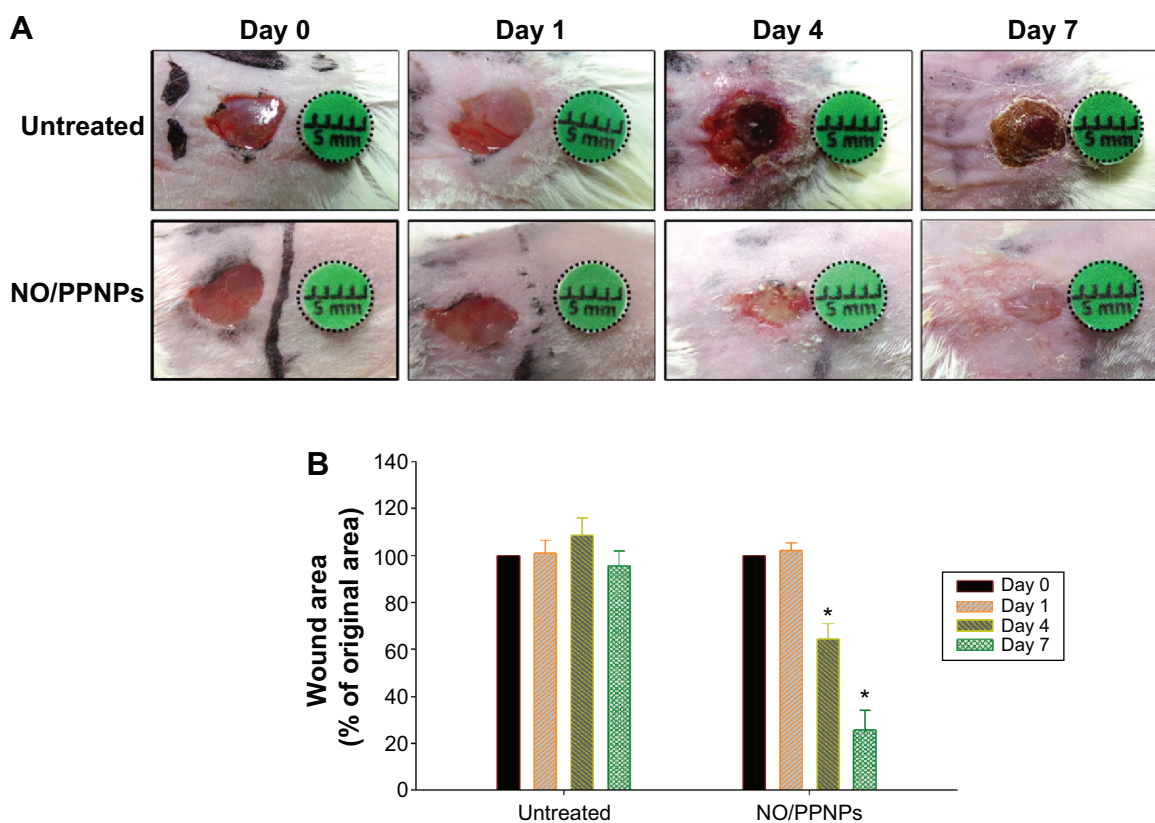 A
Day 0
Day 1
Day 4
Day 7
Untreated
5 mm
5 mm
5 mm
5 mm
NO/PPNPs
5 mm
5 mm
5 mm
5 mm
B
Wound area
(% of original area)
140
120
100
80
60
40
20
0
*
*
Untreated
NO/PPNPs
Day 0
Day 1
Day 4
Day 7